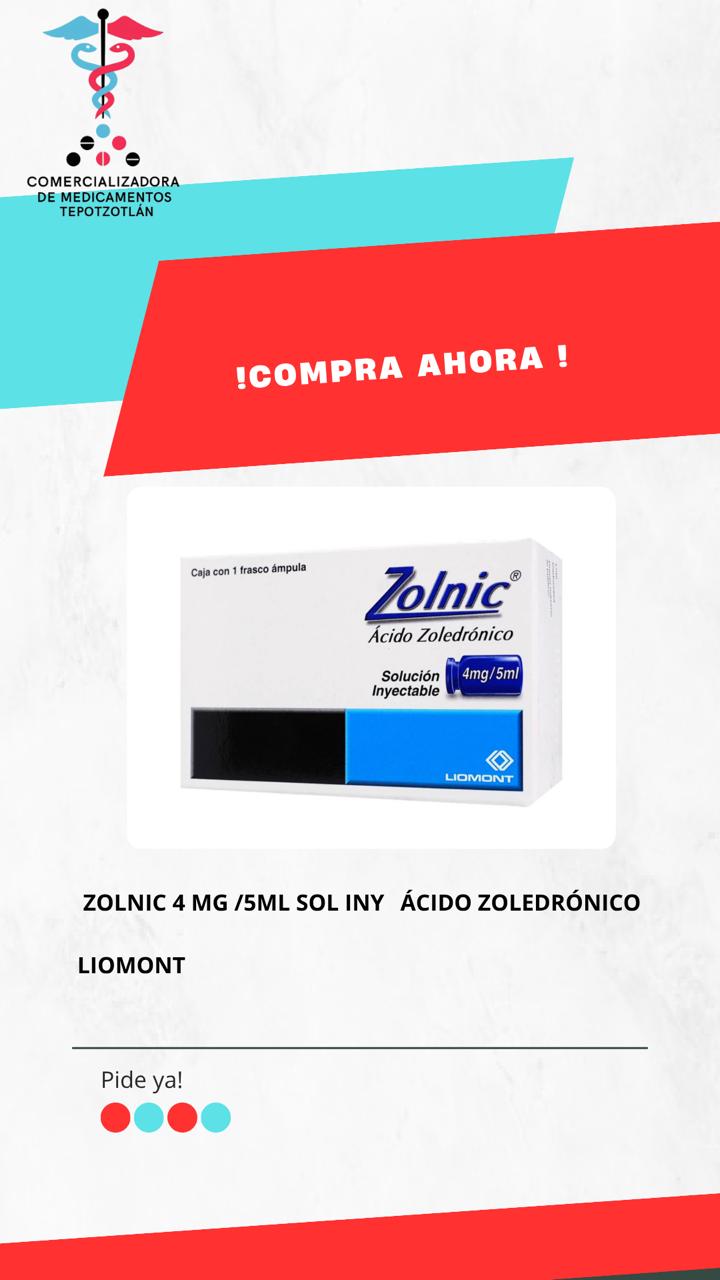 COMERCIALIZADORA
DE MEDICAMENTOS
TEPOTZOTLÁN
!COMPRA AHORA !
Caja con 1 frasco ámpula
Zolnic®
Ácido Zoledrónico
Solución
Inyectable
4mg/5ml
LIOMONT
ZOLNIC 4 MG /5ML SOL INY ÁCIDO ZOLEDRÓNICO
LIOMONT
Pide ya!